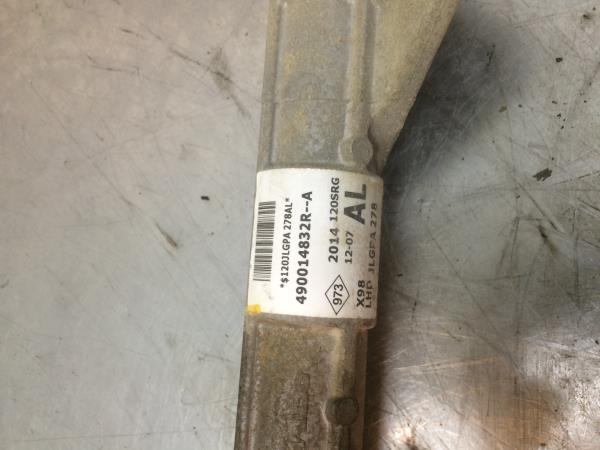 *$120JLGPA 278AL*
490014832R--A
2014 120SRG
12-07
AL
973
X98
LHD JLGPA 278